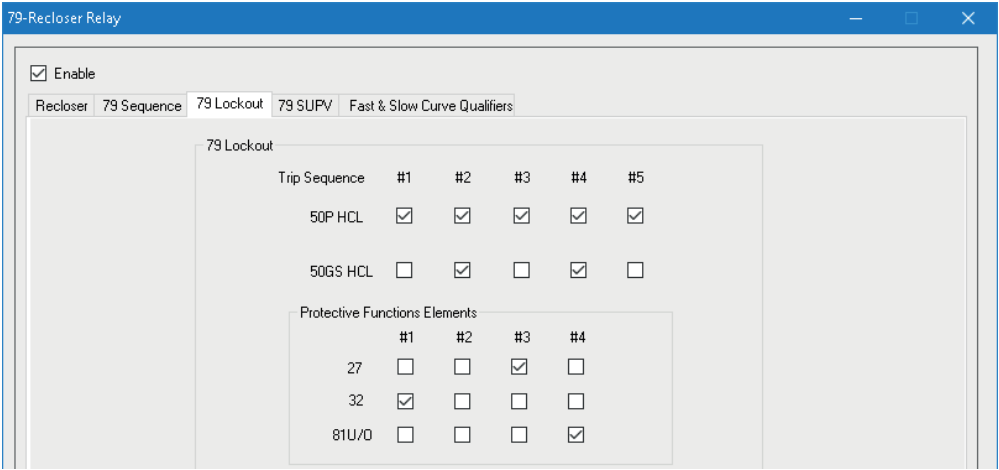 79-Recloser Relay
Enable
Recloser 79 Sequence 79 Lockout 79 SUPV Fast & Slow Curve Qualifiers
79 Lockout
Trip Sequence #1 #2 #3 #4 #5
50P HCL
50GS HCL
Protective Functions Elements
#1 #2 #3 #4
27
32
81U/O